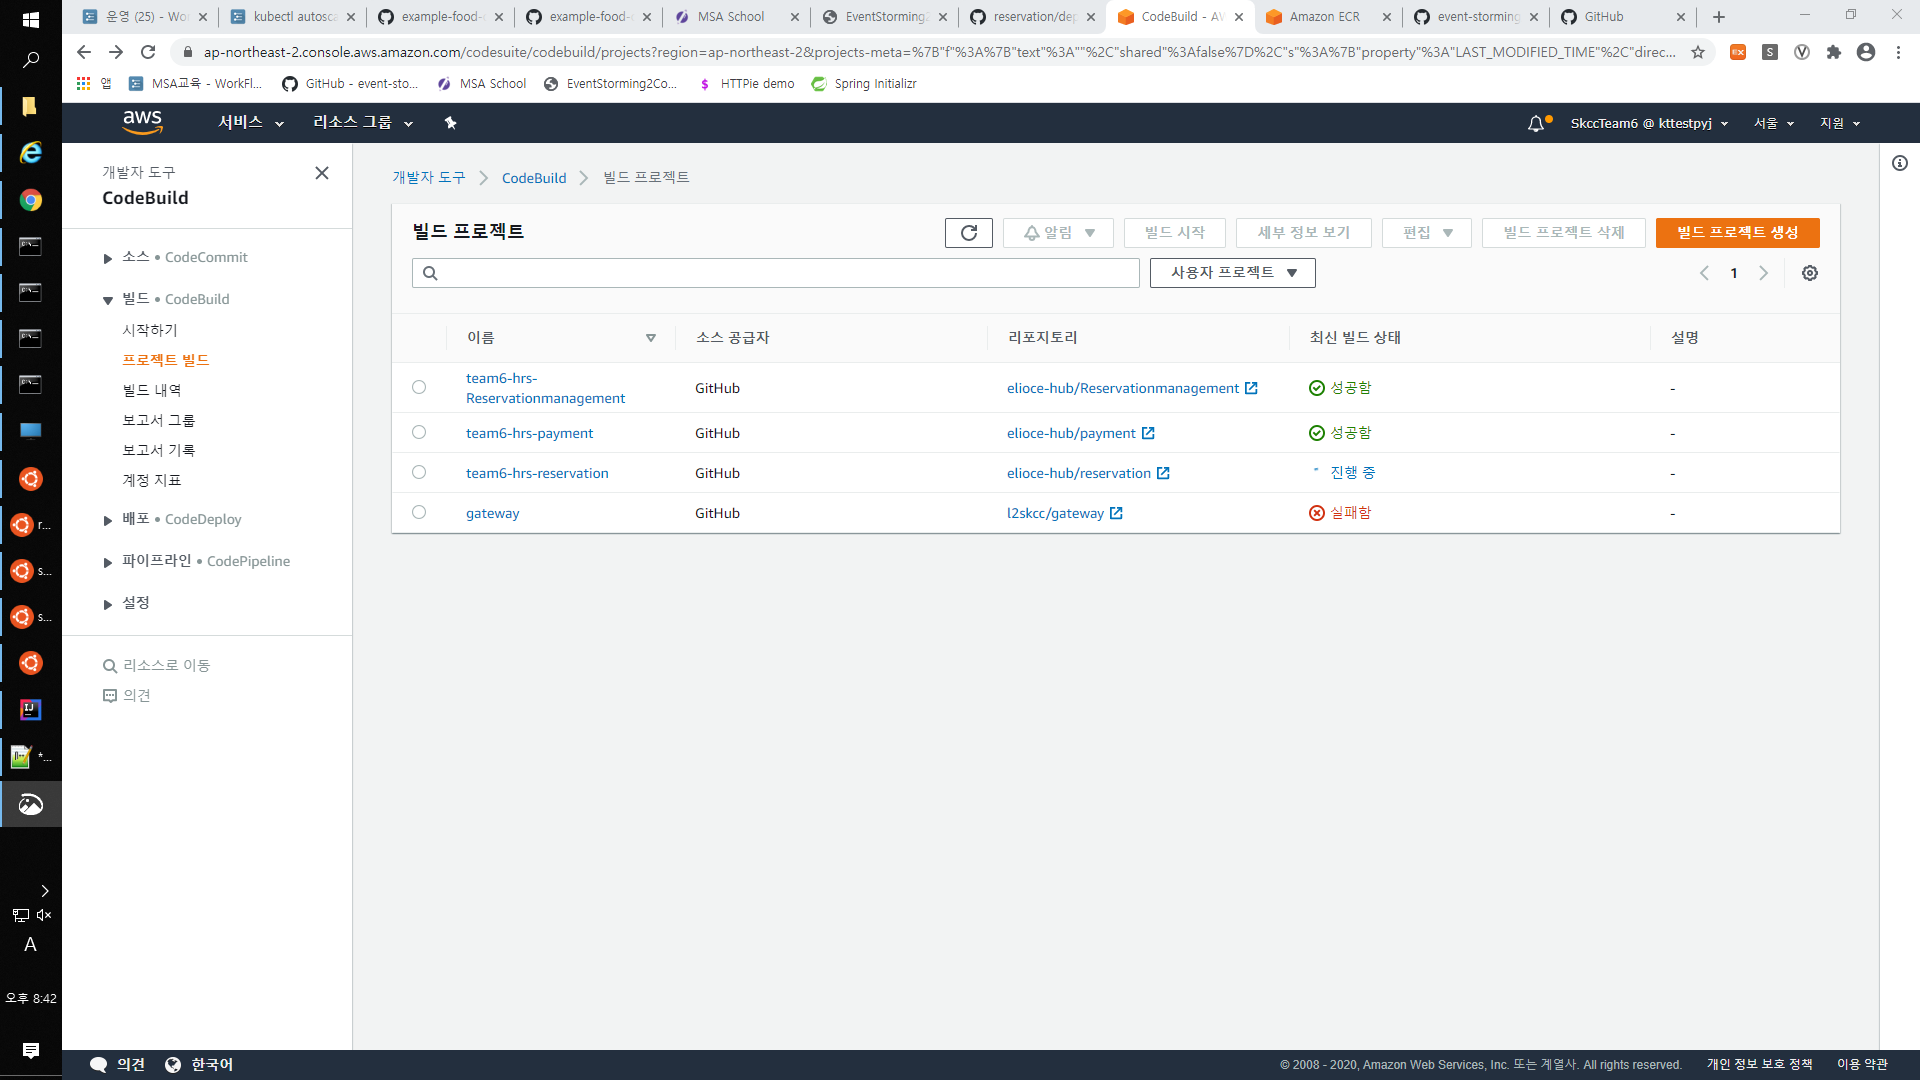 운영 (25) - Wo
kubectl autosca
example-food-
example-food-
MSA School
EventStorming2
reservation/dep
CodeBuild - AV
Amazon ECR
event-storming
GitHub
ap-northeast-2.console.aws.amazon.com/codesuite/codebuild/projects?region=ap-northeast-2&projects-meta=%7B"f"%3A%7B"text"%3A""%2C"shared"%3Afalse%7D%2C"s"%3A%7B"property"%3A"LAST_MODIFIED_TIME"%2C"direc...
앱
MSA교육 - WorkFl...
GitHub - event-sto...
MSA School
EventStorming2Co...
HTTPie demo
Spring Initializr
aws
서비스
리소스 그룹
SkccTeam6 @ kttestpyj
서울
지원
개발자 도구
CodeBuild
소스 • CodeCommit
빌드 • CodeBuild
시작하기
프로젝트 빌드
빌드 내역
보고서 그룹
보고서 기록
계정 지표
배포 • CodeDeploy
파이프라인 • CodePipeline
설정
리소스로 이동
의견
개발자 도구
CodeBuild
빌드 프로젝트
빌드 프로젝트
알림
빌드 시작
세부 정보 보기
편집
빌드 프로젝트 삭제
빌드 프로젝트 생성
사용자 프로젝트
1
이름
소스 공급자
리포지토리
최신 빌드 상태
설명
team6-hrs-
Reservationmanagement
GitHub
elioce-hub/Reservationmanagement
성공함
-
team6-hrs-payment
GitHub
elioce-hub/payment
성공함
-
team6-hrs-reservation
GitHub
elioce-hub/reservation
진행 중
-
gateway
GitHub
l2skcc/gateway
실패함
-
r...
s...
s...
*...
A
오후 8:42
의견
한국어
© 2008 - 2020, Amazon Web Services, Inc. 또는 계열사. All rights reserved.
개인 정보 보호 정책
이용 약관